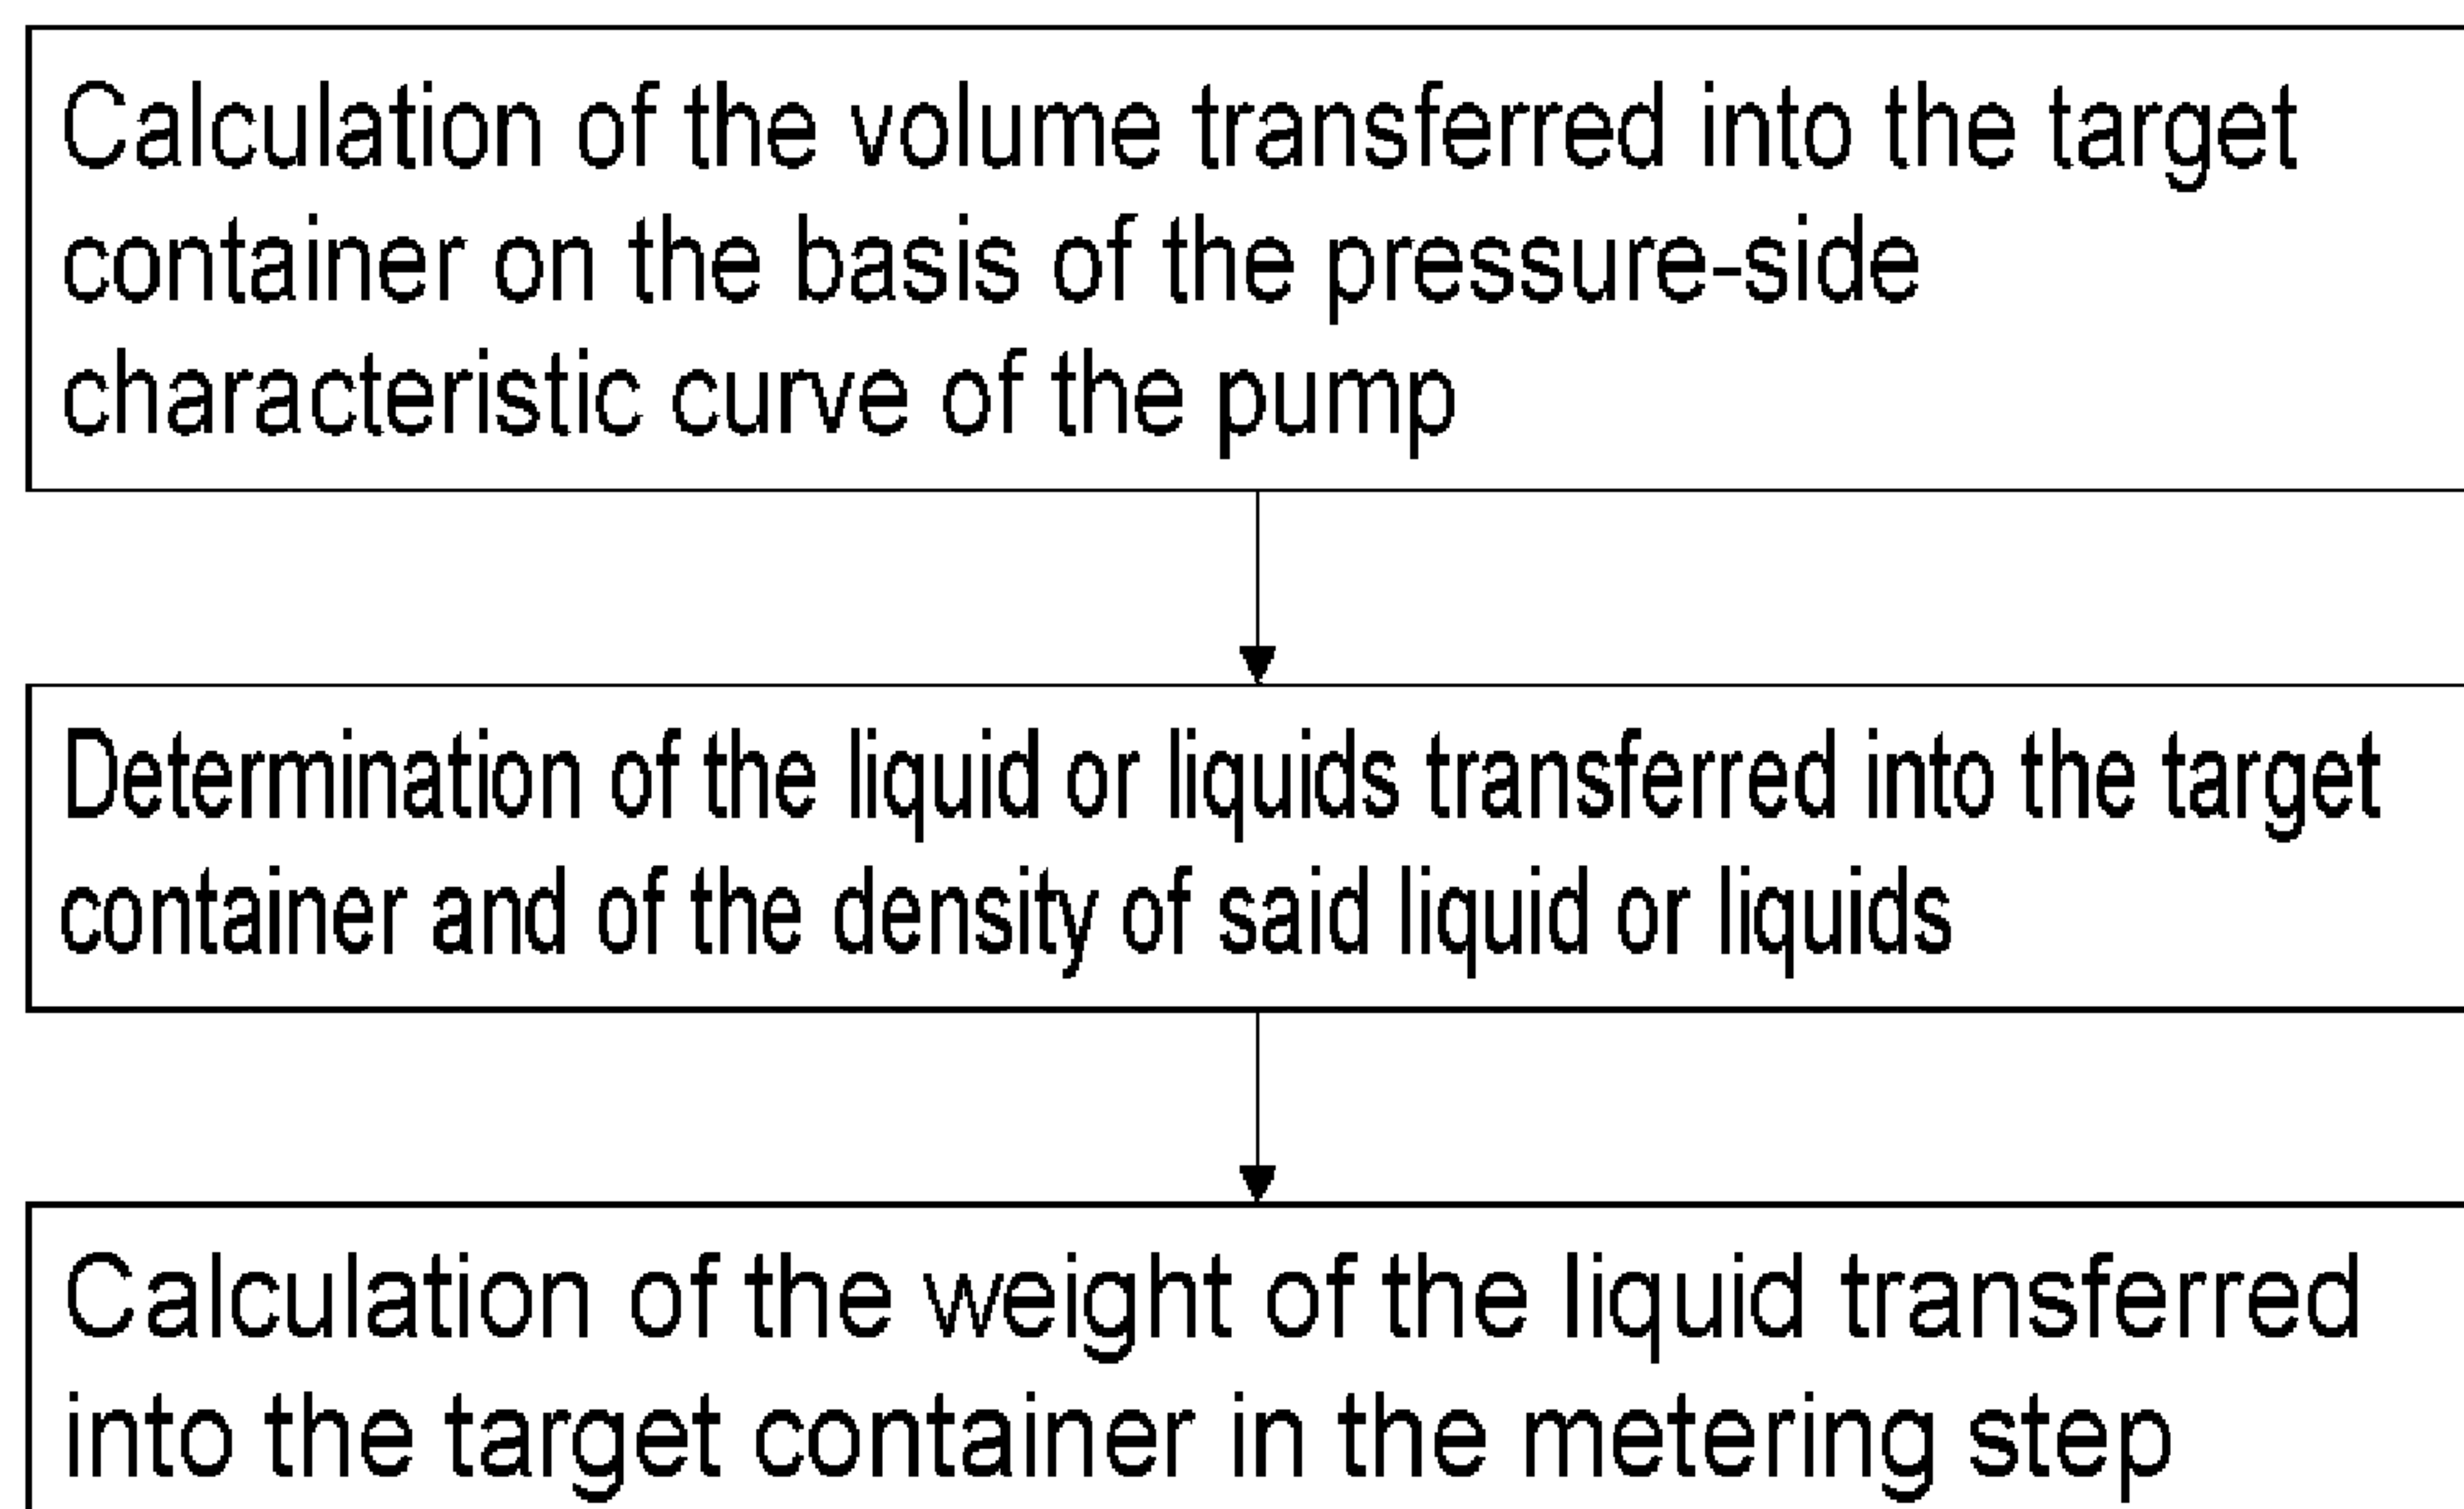 Calculation of the volume transferred into the target
container on the basis of the pressure-side
characteristic curve of the pump
Determination of the liquid or liquids transferred into the target
container and of the density of said liquid or liquids
Calculation of the weight of the liquid transferred
into the target container in the metering step